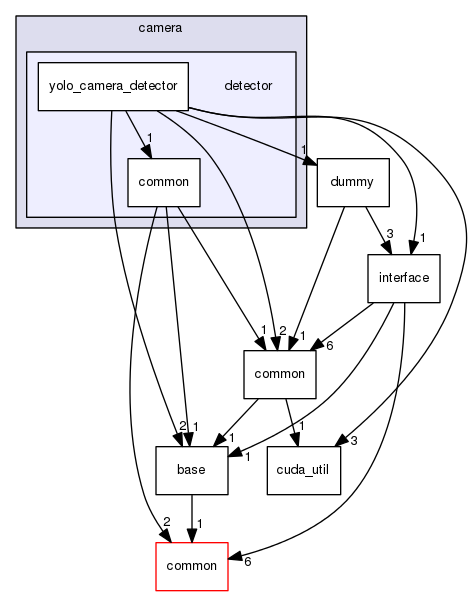 camera
yolo_camera_detector
detector
1
1
common
dummy
3
1
interface
1
2
1
6
common
2
1
1
1
1
3
base
cuda_util
2
1
common
6